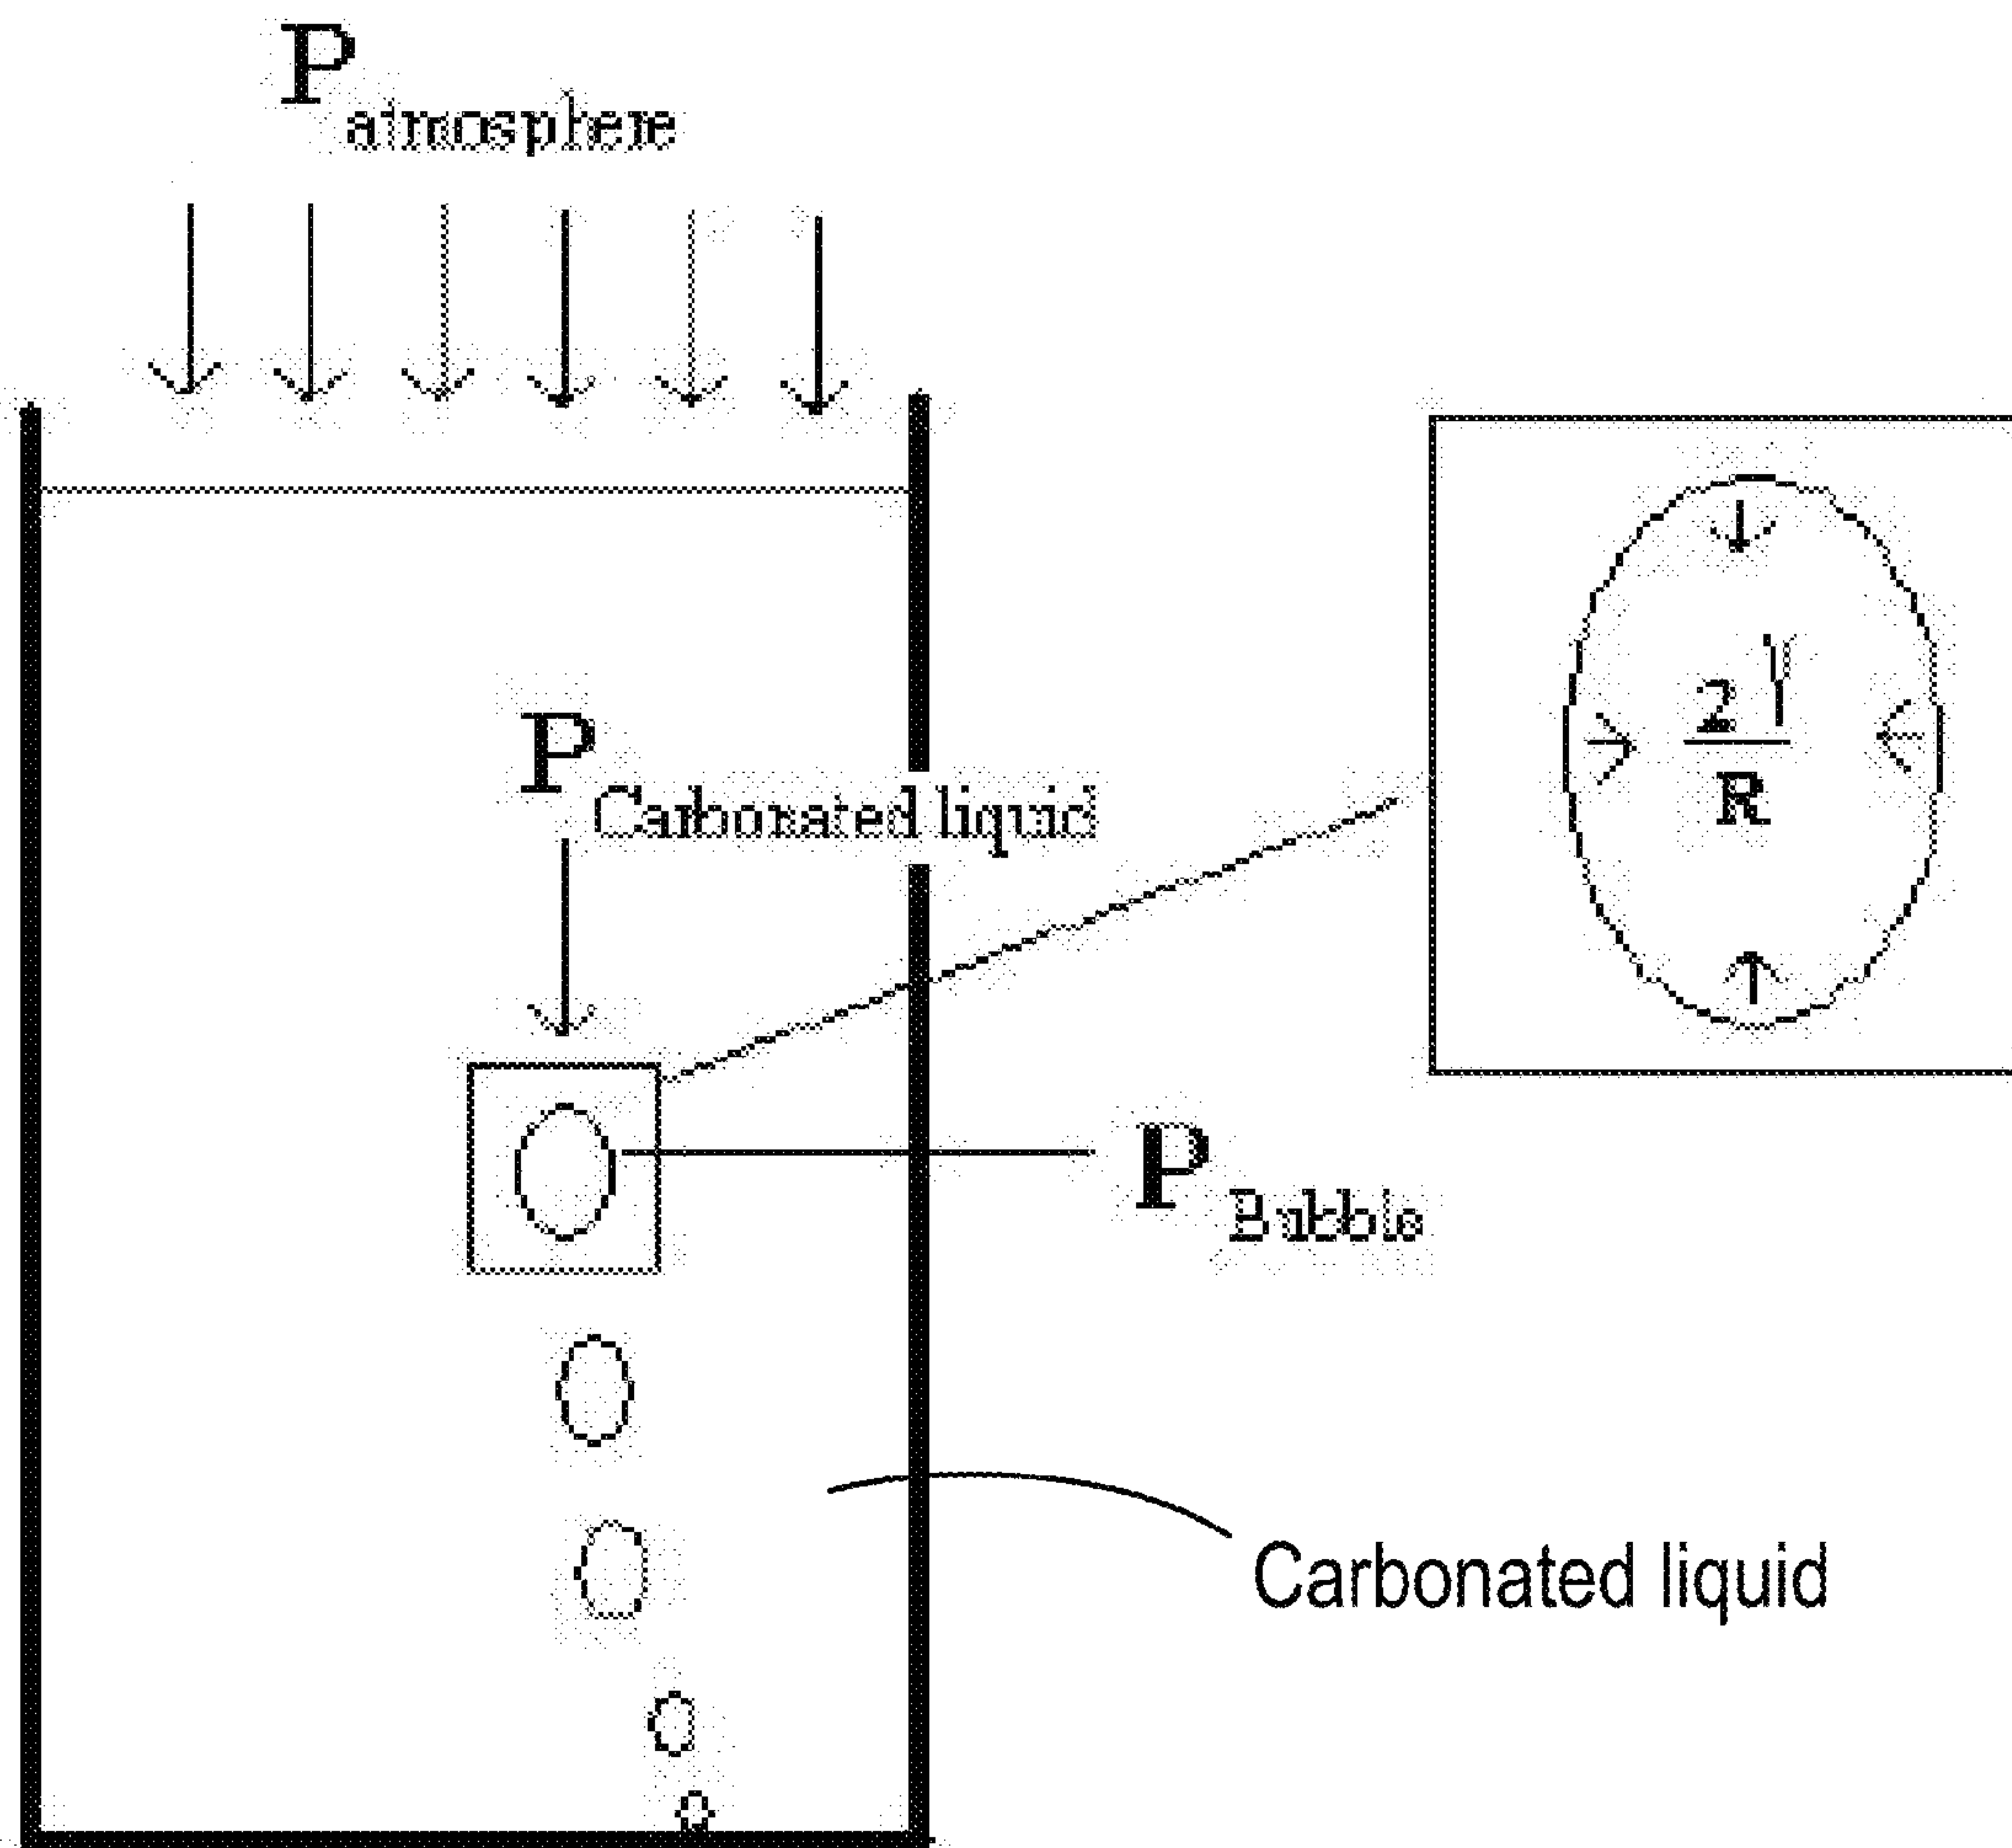 P atmosphere
P Carbonated liquid
2γ
R
P Bubble
Carbonated liquid